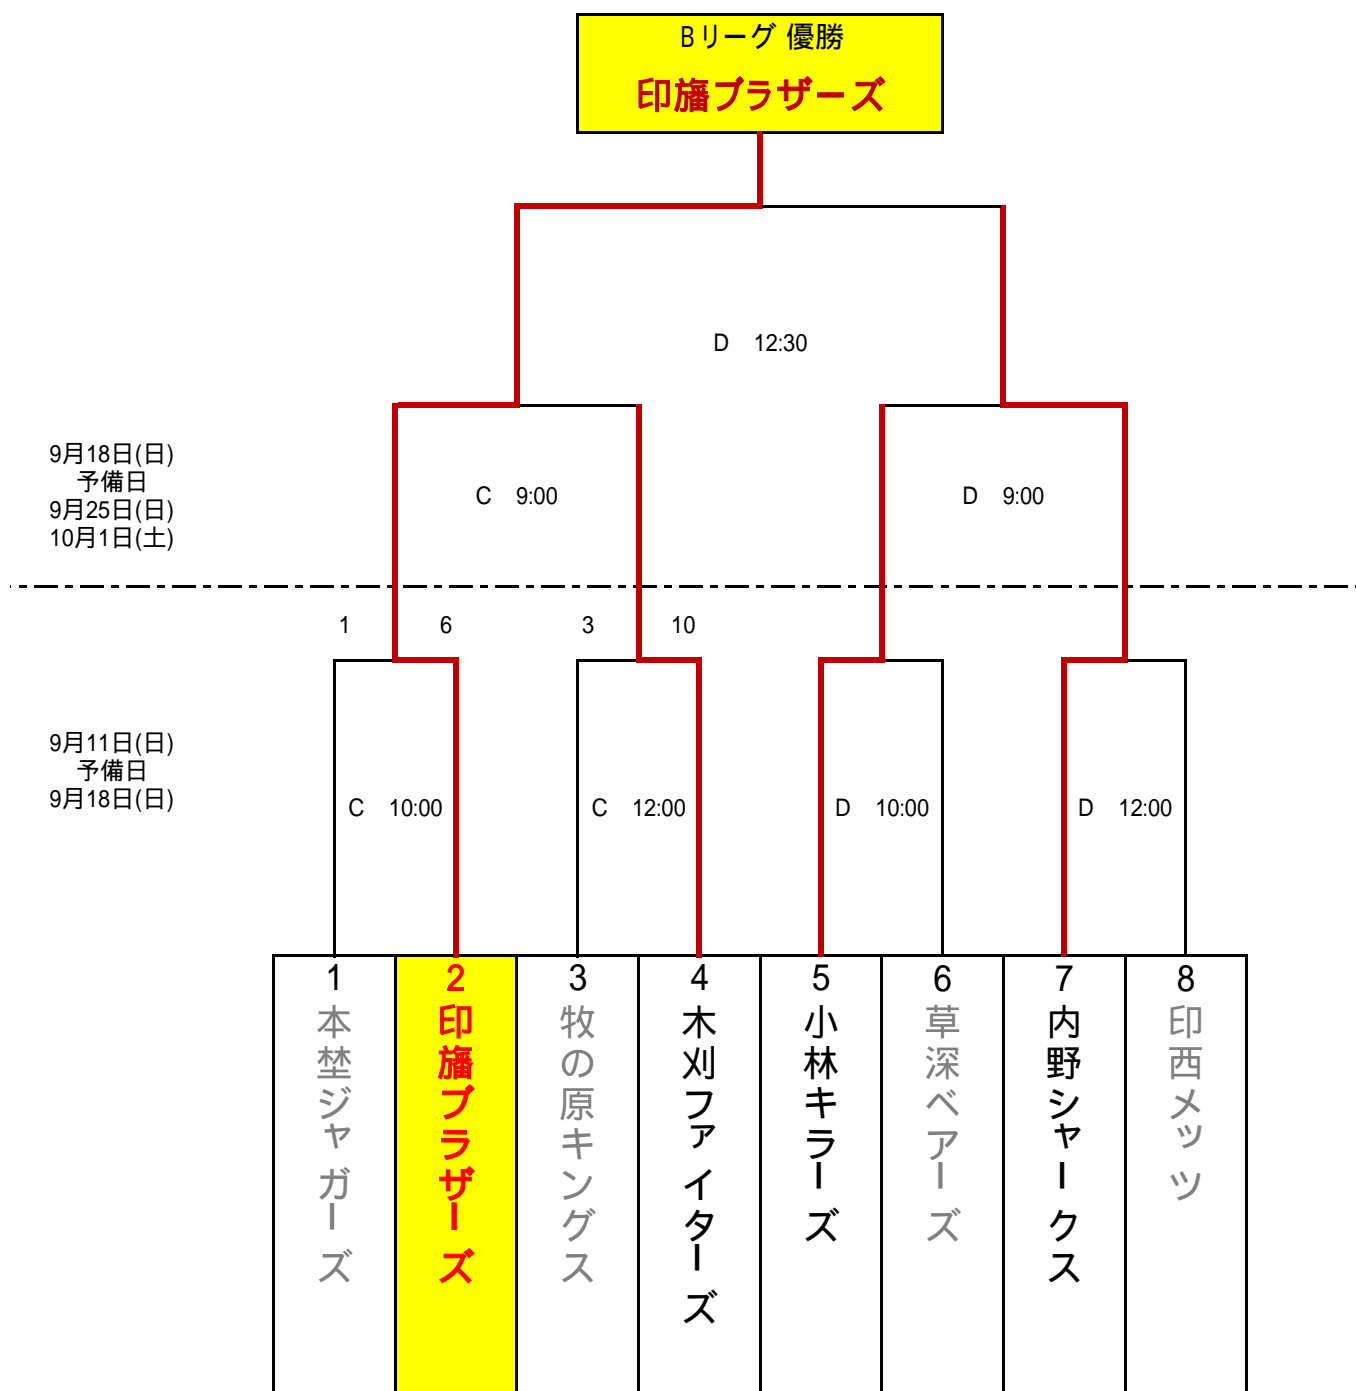 Bリーグ 優勝
印旛ブラザーズ
D 12:30
9月18日(日)
予備日
9月25日(日)
10月1日(土)
C 9:00
D 9:00
1 6 3 10
9月11日(日)
予備日
9月18日(日)
C 10:00
C 12:00
D 10:00
D 12:00
1
本埜ジャガーズ
2
印旛ブラザーズ
3
牧の原キングス
4
木刈ファイターズ
5
小林キラーズ
6
草深ベアーズ
7
内野シャークス
8
印西メッツ